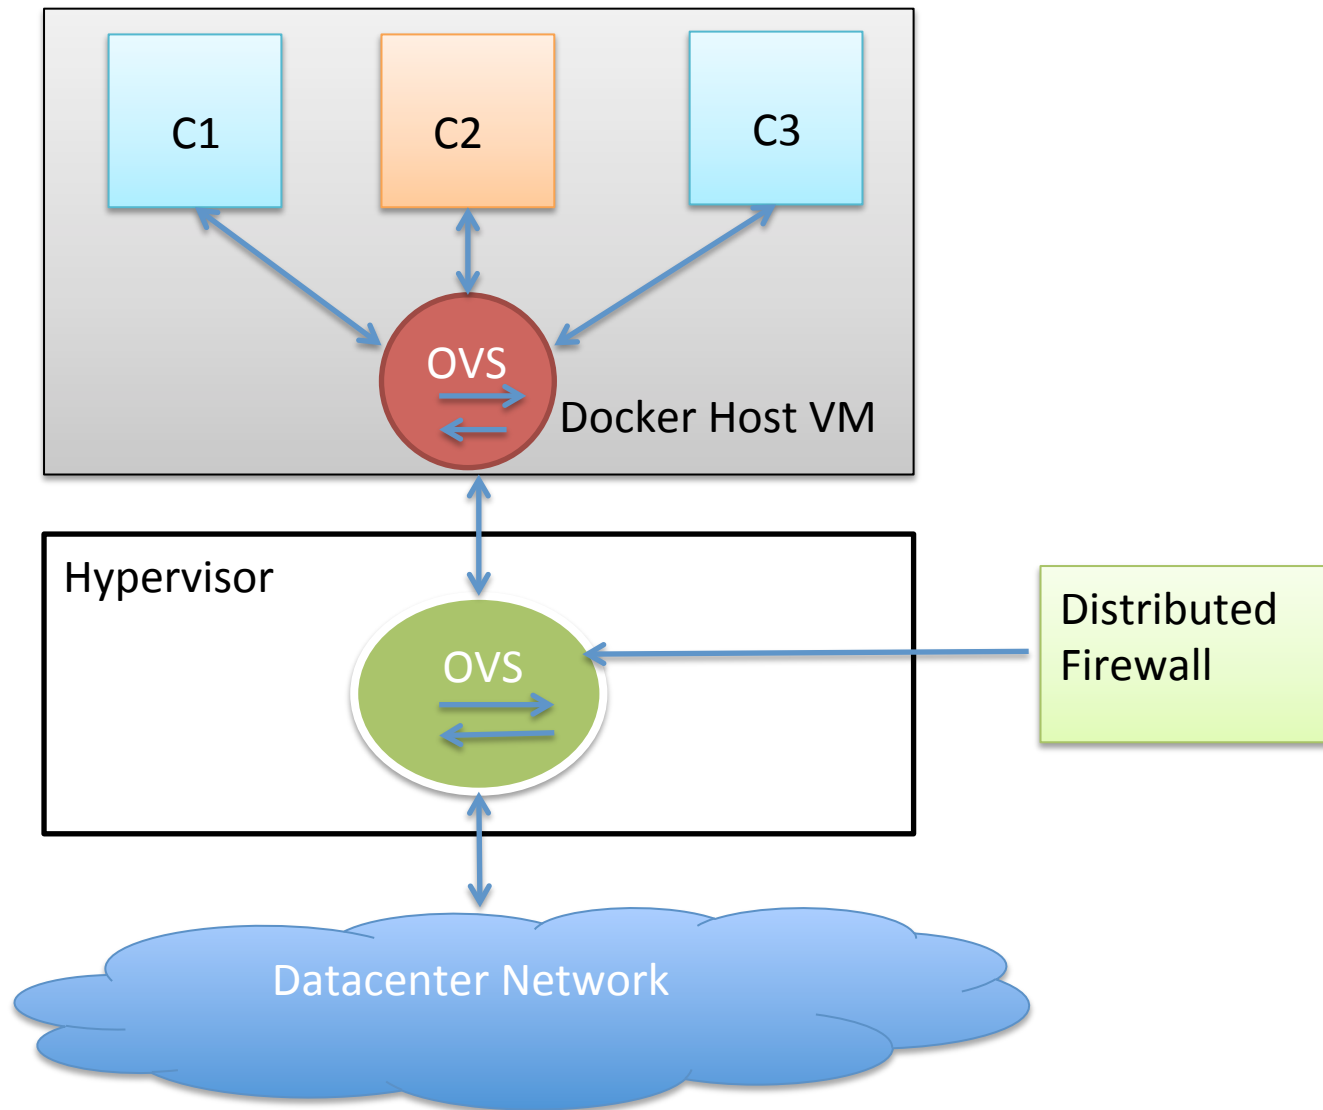 C1
C2
C3
OVS
Docker Host VM
Hypervisor
OVS
Distributed
Firewall
Datacenter Network